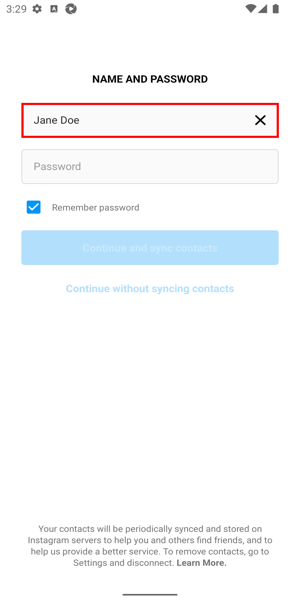 3:29
NAME AND PASSWORD
Jane Doe
Password
Remember password
Continue and sync contacts
Continue without syncing contacts
Your contacts will be periodically synced and stored on
Instagram servers to help you and others find friends, and to
help us provide a better service. To remove contacts, go to
Settings and disconnect. Learn More.